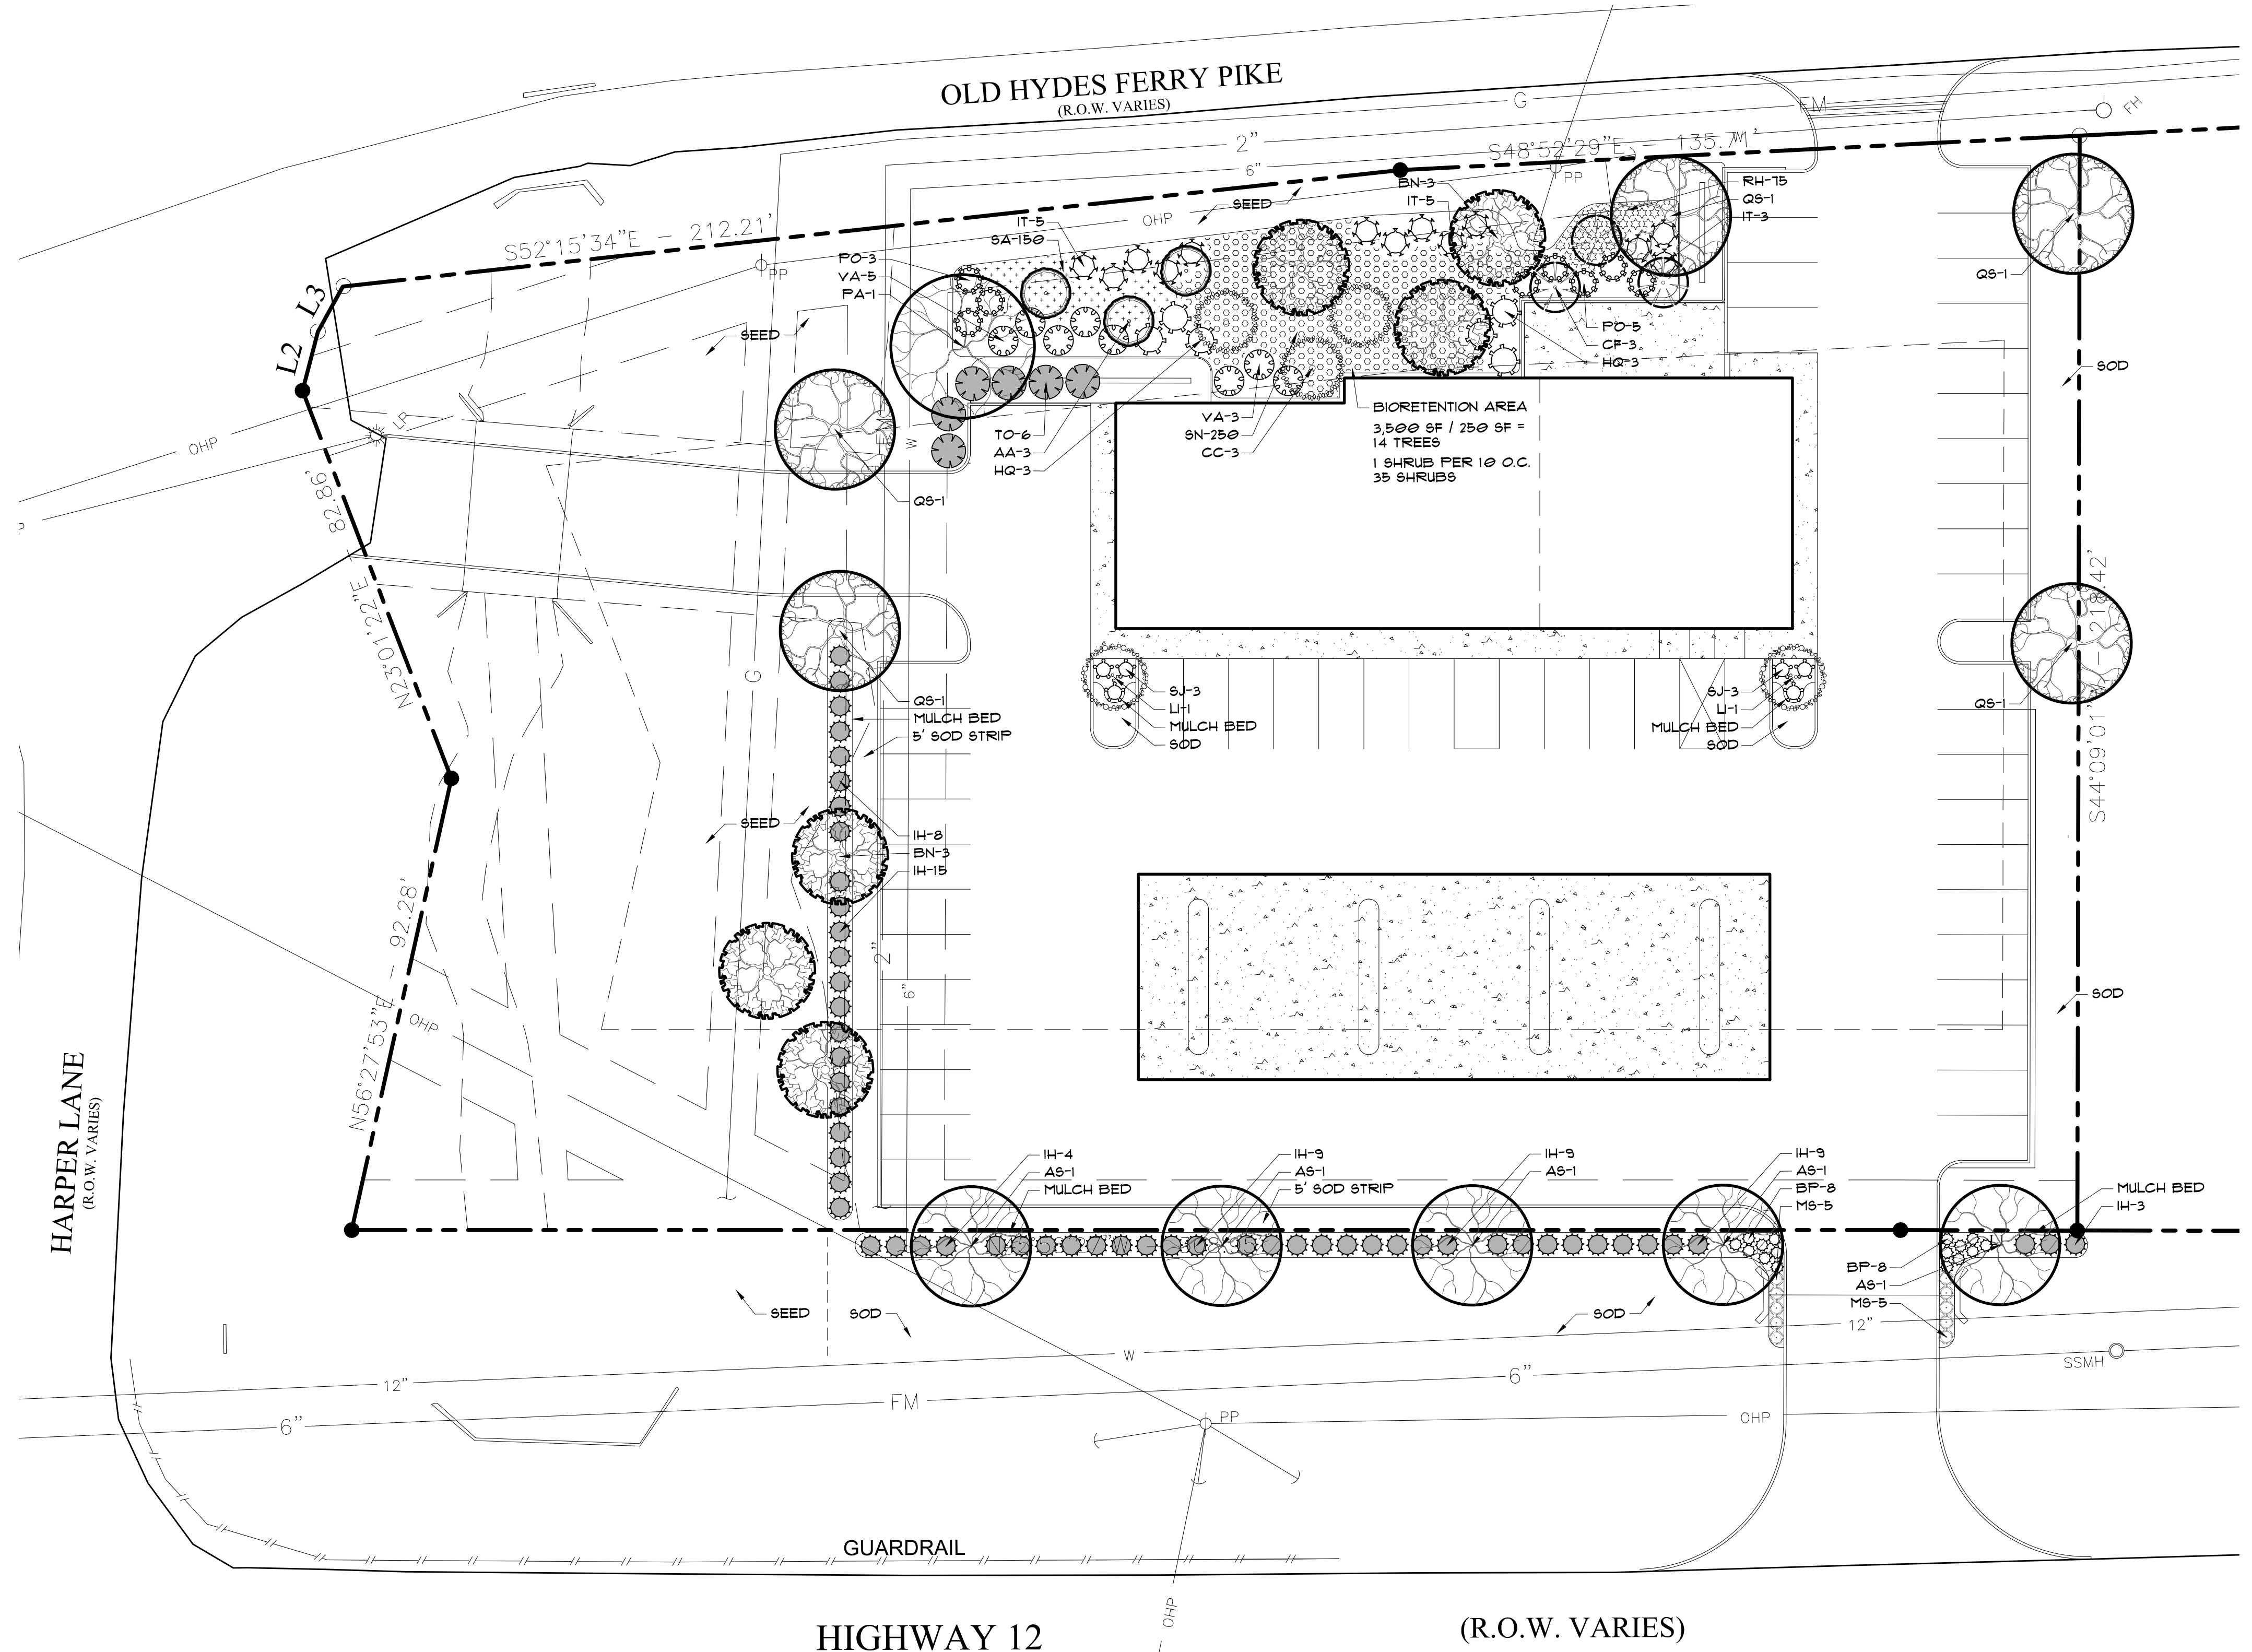 OLD HYDES FERRY PIKE
(R.O.W. VARIES)
G
FM
FH
2"
6"
S48°52'29"E - 135.71'
W
PP
S52°15'34"E - 212.21'
OHP
PP
SEED
BN-3
IT-5
RH-75
QS-1
IT-3
IT-5
SA-150
PO-3
VA-5
PA-1
QS-1
L3
L2
SEED
PO-5
CF-3
HQ-3
SOD
LP
OHP
W
TO-6
AA-3
HQ-3
VA-3
SN-250
CC-3
BIORETENTION AREA
3,500 SF / 250 SF =
14 TREES
1 SHRUB PER 10 O.C.
35 SHRUBS
QS-1
N23°01'22"E - 82.86'
G
QS-1
MULCH BED
5' SOD STRIP
SJ-3
LI-1
MULCH BED
SOD
SJ-3
LI-1
MULCH BED
SOD
QS-1
SEED
IH-8
BN-3
IH-15
2"
6"
SOD
N56°27'53"E - 92.28'
OHP
HARPER LANE
(R.O.W. VARIES)
IH-4
AS-1
MULCH BED
IH-9
AS-1
5' SOD STRIP
IH-9
AS-1
IH-9
AS-1
BP-8
MS-5
MULCH BED
IH-3
BP-8
AS-1
MS-5
SEED
SOD
SOD
12"
W
12"
SSMH
6"
FM
6"
PP
OHP
GUARDRAIL
OHP
HIGHWAY 12
(R.O.W. VARIES)